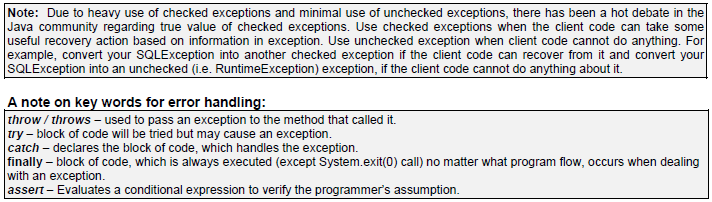 Note: Due to heavy use of checked exceptions and minimal use of unchecked exceptions, there has been a hot debate in the
Java community regarding true value of checked exceptions. Use checked exceptions when the client code can take some
useful recovery action based on information in exception. Use unchecked exception when client code cannot do anything. For
example, convert your SQLException into another checked exception if the client code can recover from it and convert your
SQLException into an unchecked (i.e. RuntimeException) exception, if the client code cannot do anything about it.
A note on key words for error handling:
throw / throws – used to pass an exception to the method that called it.
try – block of code will be tried but may cause an exception.
catch – declares the block of code, which handles the exception.
finally – block of code, which is always executed (except System.exit(0) call) no matter what program flow, occurs when dealing
with an exception.
assert – Evaluates a conditional expression to verify the programmer's assumption.